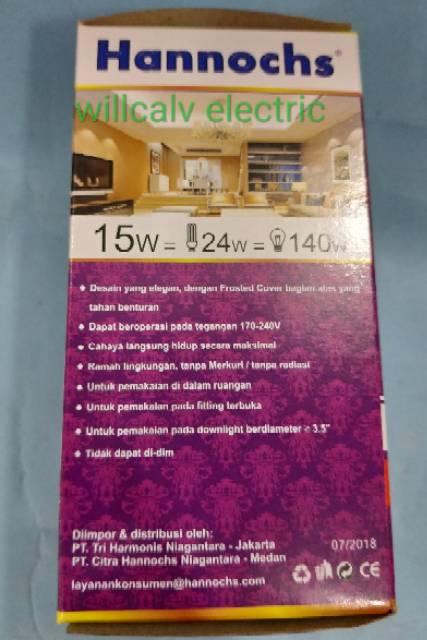 Hannochs®
willcalv electric
15W = 24W = 140W
Desain yang elegan, dengan Frosted Cover bagian atas yang
tahan benturan
Dapat beroperasi pada tegangan 170-240V
Cahaya langsung hidup secara maksimal
Ramah lingkungan, tanpa Merkuri / tanpa radiasi
Untuk pemakaian di dalam ruangan
Untuk pemakaian pada fitting terbuka
Untuk pemakaian pada downlight berdiameter ≥ 3.5"
Tidak dapat di-dim
Diimpor & distribusi oleh:
PT. Tri Harmonis Niagantara - Jakarta
07/2018
PT. Citra Hannochs Niagantara - Medan
layanankonsumen@hannochs.com
CE